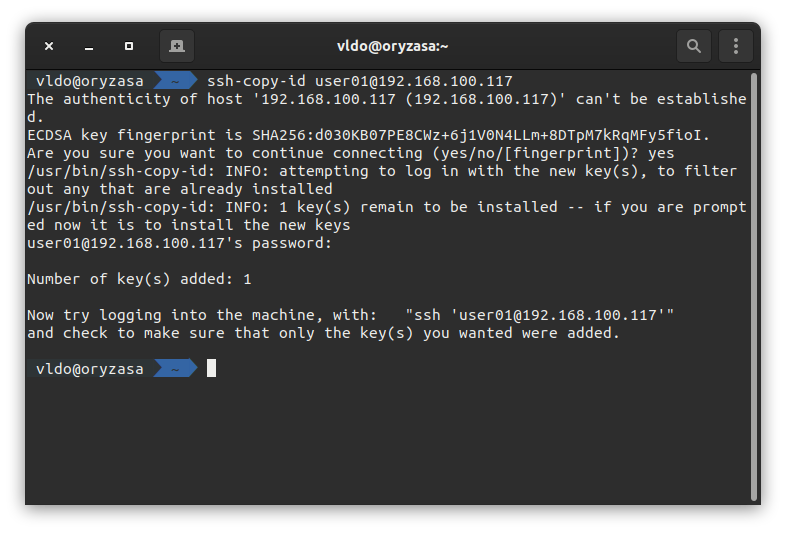 vldo@oryzasa:~
vldo@oryzasa ~ ssh-copy-id user01@192.168.100.117
The authenticity of host '192.168.100.117 (192.168.100.117)' can't be establishe
d.
ECDSA key fingerprint is SHA256:d030KB07PE8CWz+6j1V0N4LLm+8DTpM7kRqMFy5fioI.
Are you sure you want to continue connecting (yes/no/[fingerprint])? yes
/usr/bin/ssh-copy-id: INFO: attempting to log in with the new key(s), to filter
out any that are already installed
/usr/bin/ssh-copy-id: INFO: 1 key(s) remain to be installed -- if you are prompt
ed now it is to install the new keys
user01@192.168.100.117's password:
Number of key(s) added: 1
Now try logging into the machine, with:   "ssh 'user01@192.168.100.117'"
and check to make sure that only the key(s) you wanted were added.
vldo@oryzasa ~